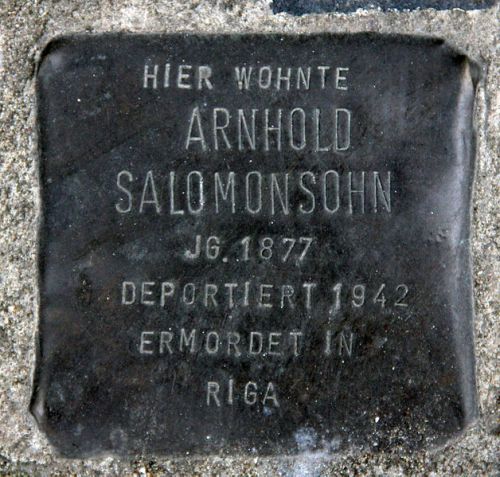 HIER WOHNTE
ARNHOLD
SALOMONSOHN
JG. 1877
DEPORTIERT 1942
ERMORDET IN
RIGA